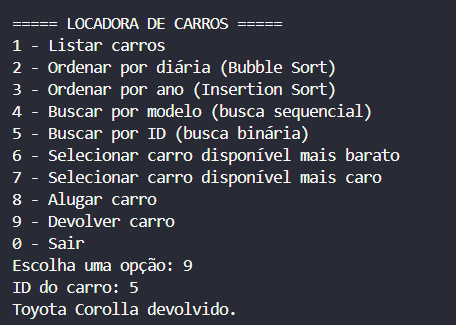 ===== LOCADORA DE CARROS =====
1 - Listar carros
2 - Ordenar por diária (Bubble Sort)
3 - Ordenar por ano (Insertion Sort)
4 - Buscar por modelo (busca sequencial)
5 - Buscar por ID (busca binária)
6 - Selecionar carro disponível mais barato
7 - Selecionar carro disponível mais caro
8 - Alugar carro
9 - Devolver carro
0 - Sair
Escolha uma opção: 9
ID do carro: 5
Toyota Corolla devolvido.